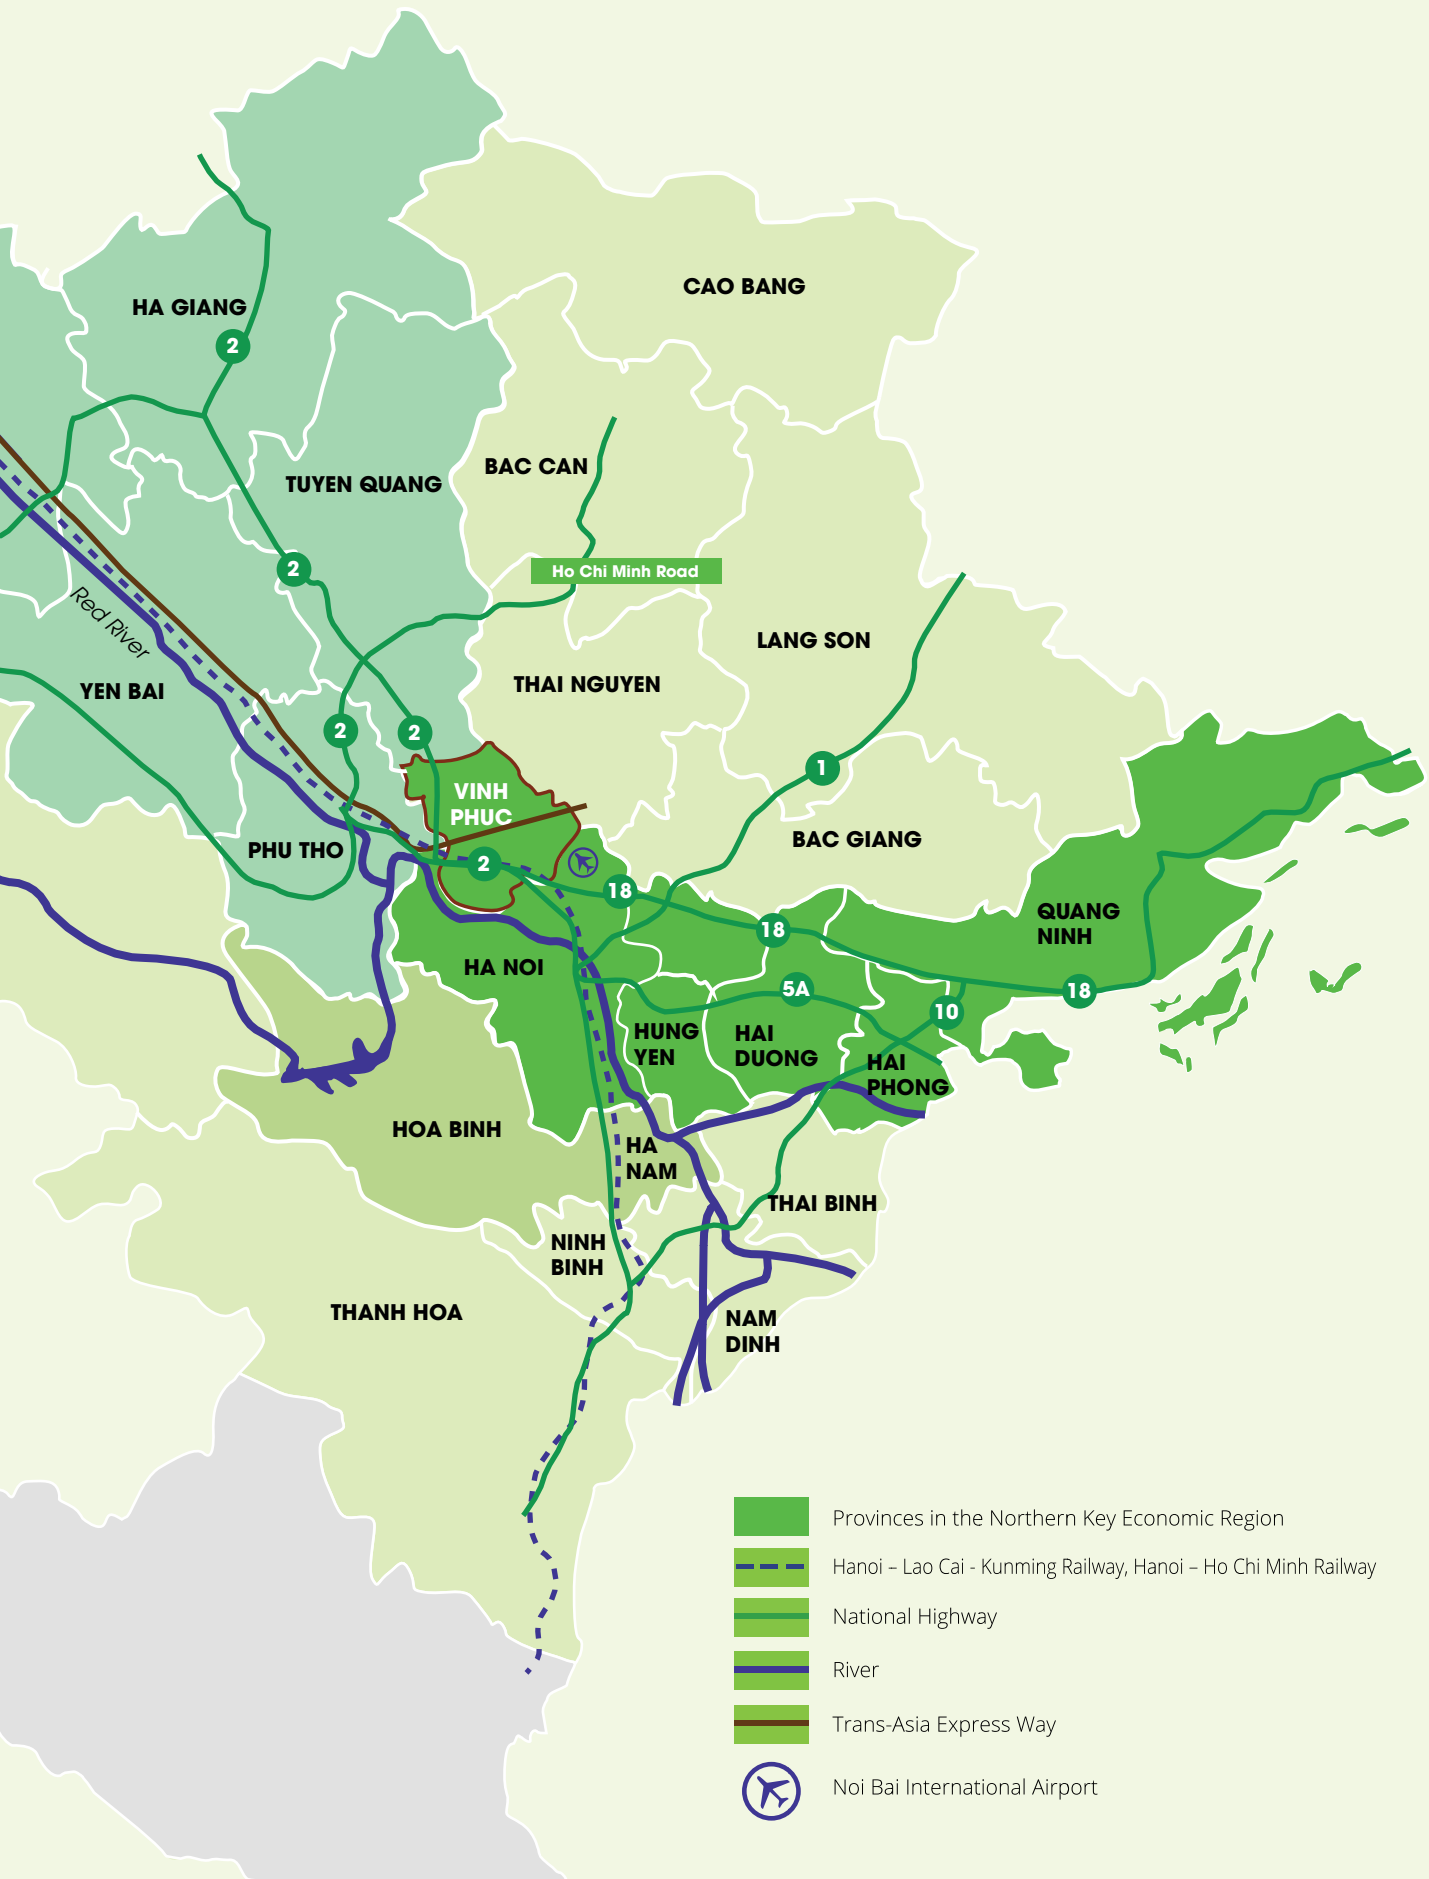 CAO BANG
HA GIANG
2
BAC CAN
TUYEN QUANG
2
Ho Chi Minh Road
Red River
LANG SON
THAI NGUYEN
YEN BAI
2
2
1
VINH
PHUC
BAC GIANG
PHU THO
2
18
QUANG
NINH
18
HA NOI
5A
18
10
HUNG
YEN
HAI
DUONG
HAI
PHONG
HOA BINH
HA
NAM
THAI BINH
NINH
BINH
THANH HOA
NAM
DINH
Provinces in the Northern Key Economic Region
Hanoi – Lao Cai - Kunming Railway, Hanoi – Ho Chi Minh Railway
National Highway
River
Trans-Asia Express Way
Noi Bai International Airport